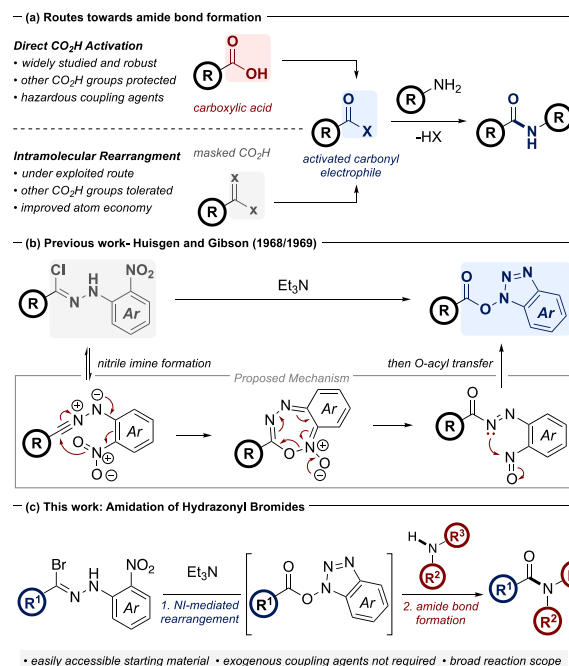 (a) Routes towards amide bond formation
Direct CO₂H Activation
• widely studied and robust
• other CO₂H groups protected
• hazardous coupling agents
O
R
OH
carboxylic acid
R
NH₂
-HX
O
R
X
activated carbonyl
electrophile
O
R
N
H
R
Intramolecular Rearrangment
• under exploited route
• other CO₂H groups tolerated
• improved atom economy
masked CO₂H
X
R
X
(b) Previous work- Huisgen and Gibson (1968/1969)
Cl
R
N
H
N
NO₂
Ar
Et₃N
O
R
O
N
N
N
Ar
nitrile imine formation
then O-acyl transfer
Proposed Mechanism
R
N
+
N
−
Ar
O
N
+
O
−
N
N
Ar
R
O
N
+
O
−
O
R
N
N
Ar
N
O
(c) This work: Amidation of Hydrazonyl Bromides
Br
R¹
N
H
N
NO₂
Ar
Et₃N
1. NI-mediated
rearrangement
O
R¹
O
N
N
N
Ar
H
N
R³
R²
2. amide bond
formation
O
R¹
N
R²
• easily accessible starting material • exogenous coupling agents not required • broad reaction scope